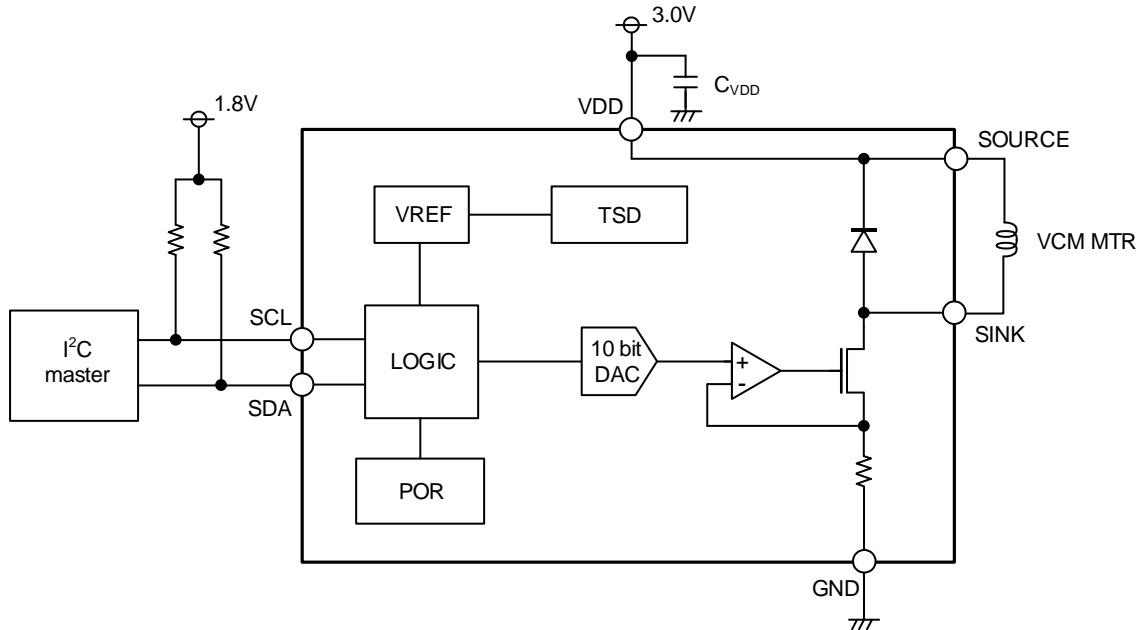 3.0V
C_VDD
VDD
1.8V
SOURCE
VREF
TSD
VCM MTR
SCL
SINK
I²C
master
LOGIC
10 bit
DAC
+
-
SDA
POR
GND